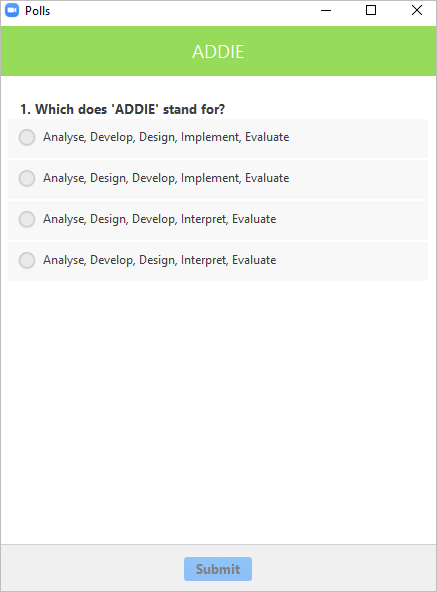 Polls
ADDIE
1. Which does 'ADDIE' stand for?
Analyse, Develop, Design, Implement, Evaluate
Analyse, Design, Develop, Implement, Evaluate
Analyse, Design, Develop, Interpret, Evaluate
Analyse, Develop, Design, Interpret, Evaluate
Submit